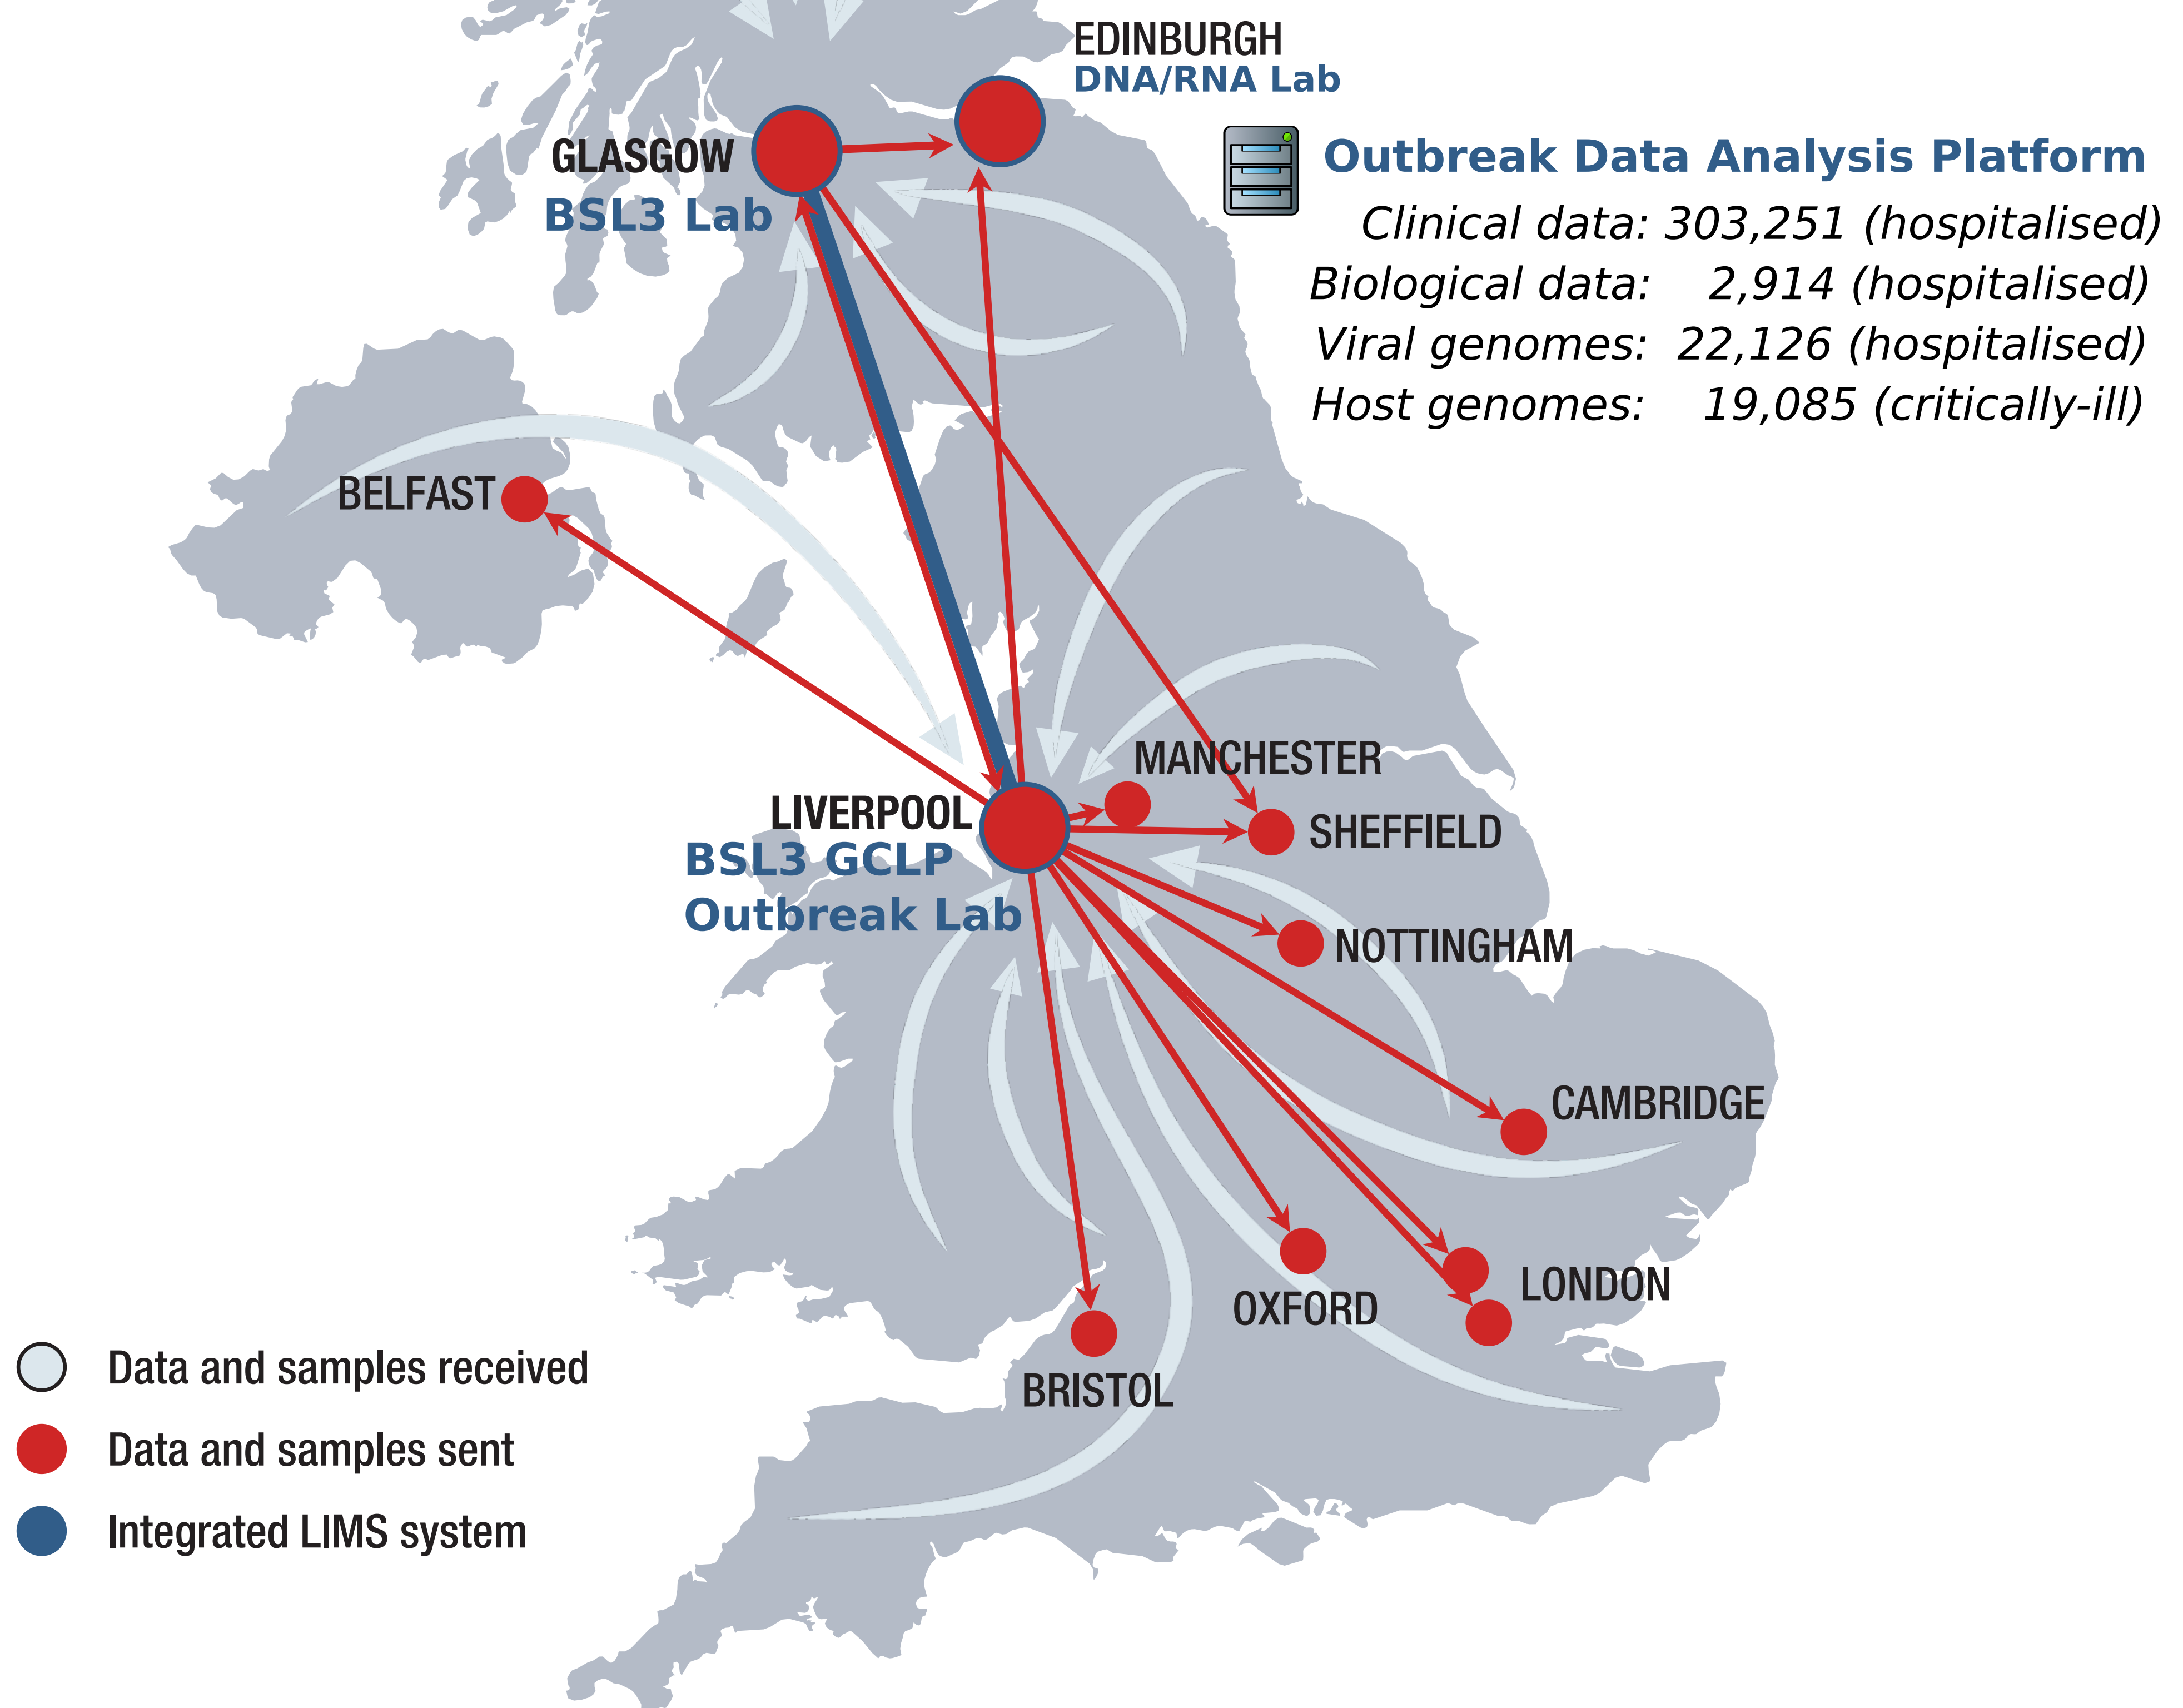 EDINBURGH
DNA/RNA Lab
GLASGOW
BSL3 Lab
Outbreak Data Analysis Platform
Clinical data: 303,251 (hospitalised)
Biological data: 2,914 (hospitalised)
Viral genomes: 22,126 (hospitalised)
Host genomes: 19,085 (critically-ill)
BELFAST
MANCHESTER
LIVERPOOL
BSL3 GCLP
Outbreak Lab
SHEFFIELD
NOTTINGHAM
CAMBRIDGE
LONDON
OXFORD
BRISTOL
Data and samples received
Data and samples sent
Integrated LIMS system